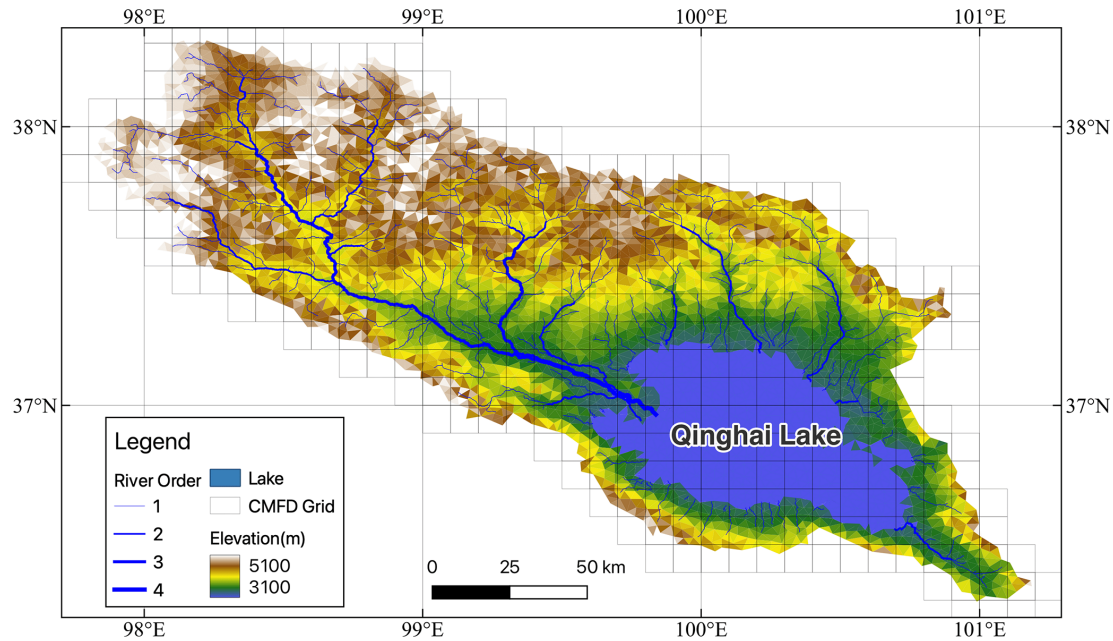 98°E 99°E 100°E 101°E
38°N 38°N
37°N 37°N
Qinghai Lake
Legend
River Order
1
2
3
4
Lake
CMFD Grid
Elevation(m)
5100
3100
0 25 50 km
98°E 99°E 100°E 101°E